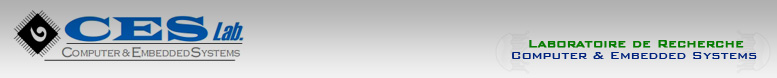 CES Lab.
COMPUTER & EMBEDDED SYSTEMS
LABORATOIRE DE RECHERCHE
COMPUTER & EMBEDDED SYSTEMS